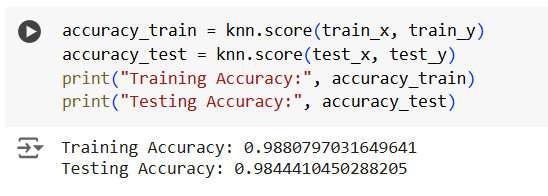 accuracy_train = knn.score(train_x, train_y)
accuracy_test = knn.score(test_x, test_y)
print("Training Accuracy:", accuracy_train)
print("Testing Accuracy:", accuracy_test)
Training Accuracy: 0.9880797031649641
Testing Accuracy: 0.9844410450288205